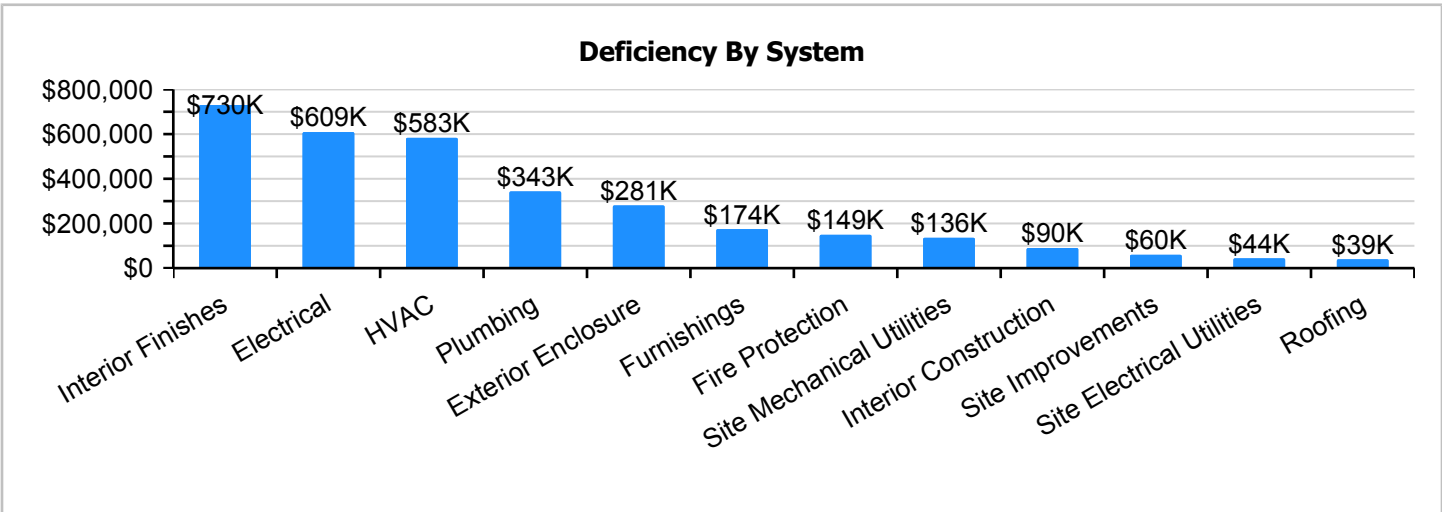 Deficiency By System
$800,000
$600,000
$400,000
$200,000
$0
$730K
$609K
$583K
$343K
$281K
$174K
$149K
$136K
$90K
$60K
$44K
$39K
Interior Finishes
Electrical
HVAC
Plumbing
Exterior Enclosure
Furnishings
Fire Protection
Site Mechanical Utilities
Interior Construction
Site Improvements
Site Electrical Utilities
Roofing